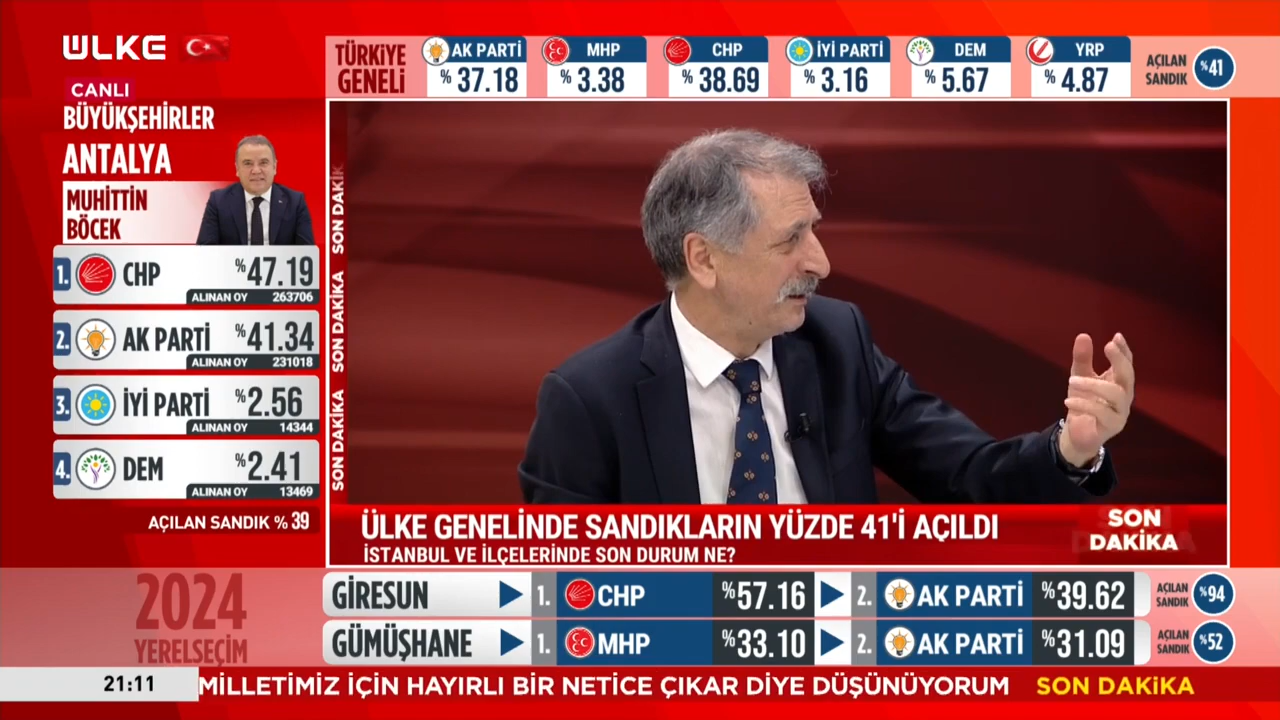 ÜLKE
CANLI
BÜYÜKŞEHİRLER
ANTALYA
MUHİTTİN
BÖCEK
1. CHP %47.19
ALINAN OY 263706
2. AK PARTİ %41.34
ALINAN OY 231018
3. İYİ PARTİ %2.56
ALINAN OY 14344
4. DEM %2.41
ALINAN OY 13469
AÇILAN SANDIK % 39
TÜRKİYE
GENELİ
AK PARTİ
% 37.18
MHP
% 3.38
CHP
% 38.69
İYİ PARTİ
% 3.16
DEM
% 5.67
YRP
% 4.87
AÇILAN
SANDIK
%41
SON DAKİK
SON DAKİKA
SON DAKİKA
ÜLKE GENELİNDE SANDIKLARIN YÜZDE 41'İ AÇILDI
İSTANBUL VE İLÇELERİNDE SON DURUM NE?
SON
DAKİKA
2024
YERELSEÇİM
GİRESUN 1. CHP %57.16 2. AK PARTİ %39.62 AÇILAN SANDIK %94
GÜMÜŞHANE 1. MHP %33.10 2. AK PARTİ %31.09 AÇILAN SANDIK %52
21:11 MİLLETİMİZ İÇİN HAYIRLI BİR NETİCE ÇIKAR DİYE DÜŞÜNÜYORUM SON DAKİKA